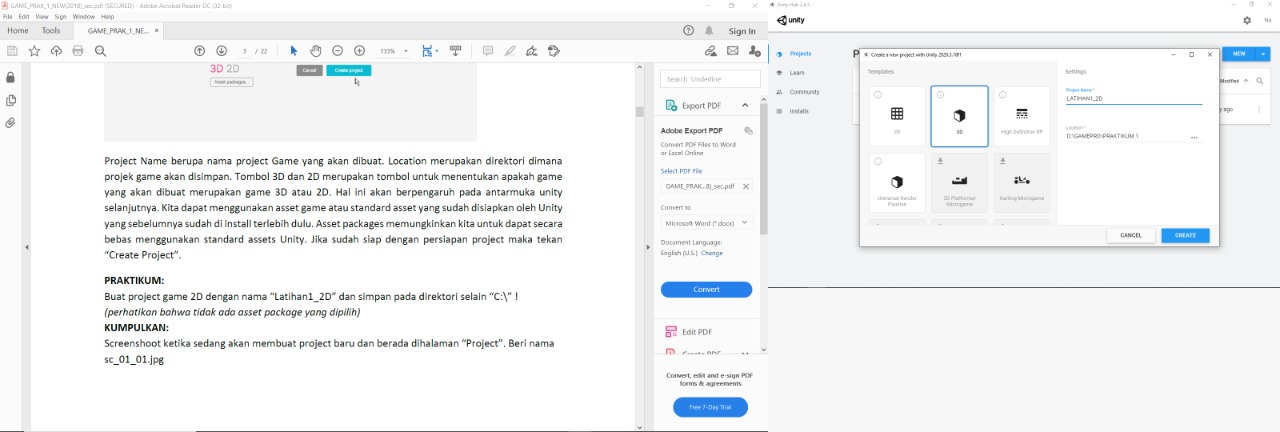 GAME_PRAK_1_NEW(2018)_sec.pdf (SECURED) - Adobe Acrobat Reader DC (32-bit)
File Edit View Sign Window Help
Home Tools GAME_PRAK_1_NE... × Sign In
3 / 22 133%
3D 2D
Cancel Create project
Asset packages...
Project Name berupa nama project Game yang akan dibuat. Location merupakan direktori dimana
projek game akan disimpan. Tombol 3D dan 2D merupakan tombol untuk menentukan apakah game
yang akan dibuat merupakan game 3D atau 2D. Hal ini akan berpengaruh pada antarmuka unity
selanjutnya. Kita dapat menggunakan asset game atau standard asset yang sudah disiapkan oleh Unity
yang sebelumnya sudah di install terlebih dulu. Asset packages memungkinkan kita untuk dapat secara
bebas menggunakan standard assets Unity. Jika sudah siap dengan persiapan project maka tekan
“Create Project”.
PRAKTIKUM:
Buat project game 2D dengan nama “Latihan1_2D” dan simpan pada direktori selain “C:\” !
(perhatikan bahwa tidak ada asset package yang dipilih)
KUMPULKAN:
Screenshoot ketika sedang akan membuat project baru dan berada dihalaman “Project”. Beri nama
sc_01_01.jpg
Search 'Underline'
Export PDF
Adobe Export PDF
Convert PDF Files to Word
or Excel Online
Select PDF File
GAME_PRAK...8)_sec.pdf
Convert to
Microsoft Word (*.docx)
Document Language:
English (U.S.) Change
Convert
Edit PDF
Create PDF
Convert, edit and e-sign PDF
forms & agreements
Free 7-Day Trial
Unity Hub 2.4.5
unity
Projects
Learn
Community
Installs
NEW
Modified
Create a new project with Unity 2020.3.18f1
Templates
2D
3D
High Definition RP
Universal Render
Pipeline
2D Platformer
Microgame
Karting Microgame
Settings
Project Name *
LATIHAN1_2D
Location *
D:\GAMEPRO\PRAKTIKUM 1
CANCEL CREATE